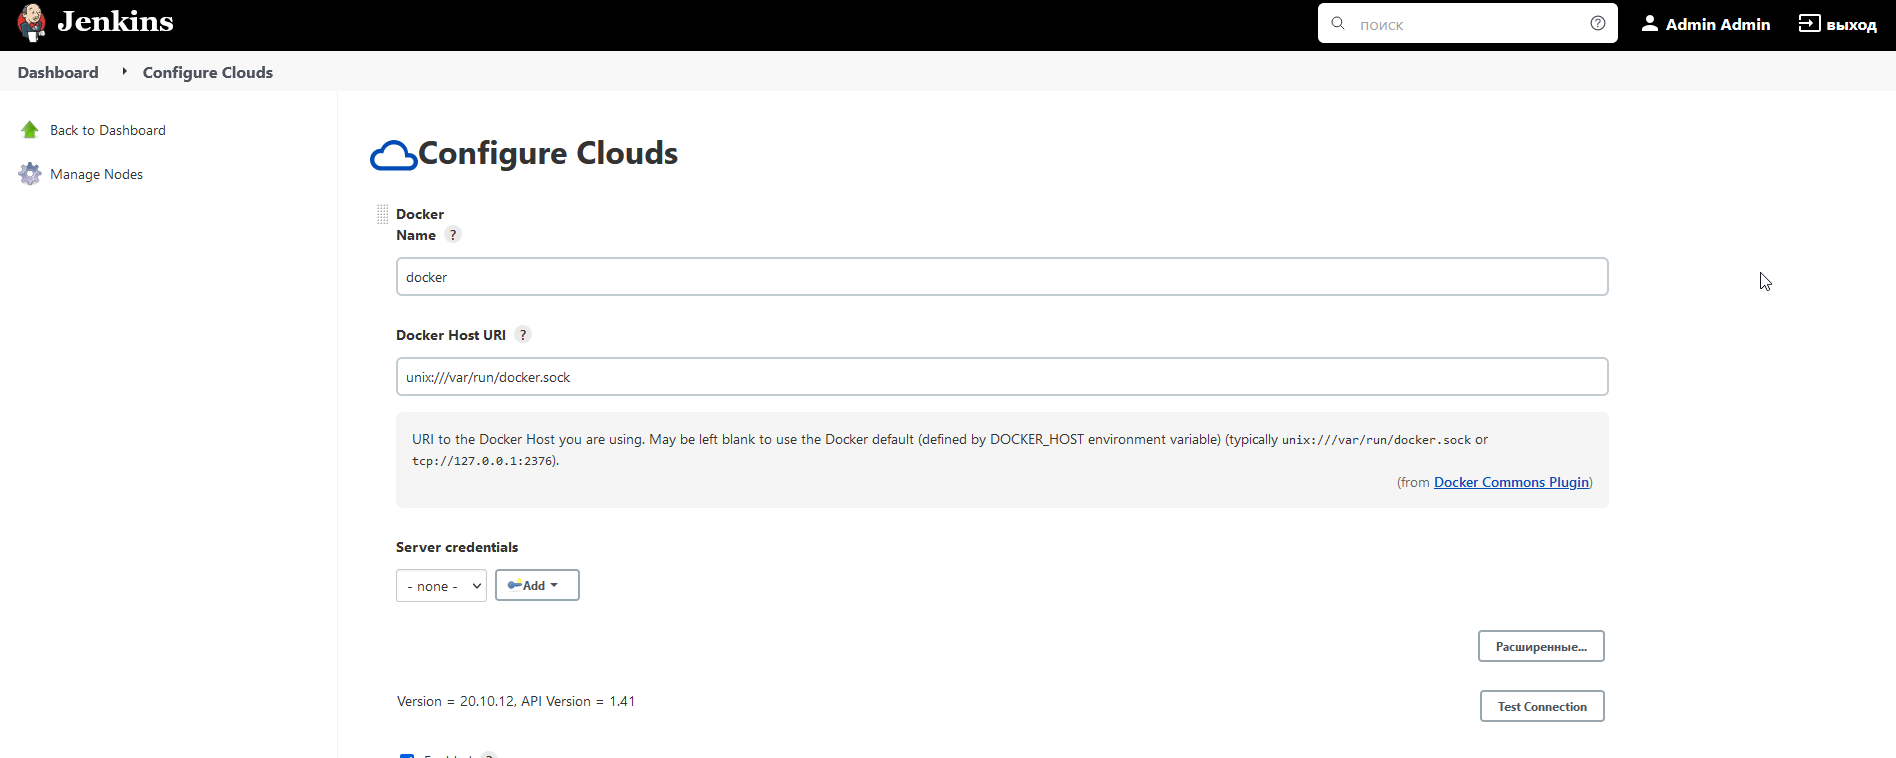 Jenkins
поиск
Admin Admin
выход
Dashboard
Configure Clouds
Back to Dashboard
Manage Nodes
Configure Clouds
Docker
Name ?
docker
Docker Host URI ?
unix:///var/run/docker.sock
URI to the Docker Host you are using. May be left blank to use the Docker default (defined by DOCKER_HOST environment variable) (typically unix:///var/run/docker.sock or
tcp://127.0.0.1:2376).
(from Docker Commons Plugin)
Server credentials
- none -
Add
Расширенные...
Version = 20.10.12, API Version = 1.41
Test Connection